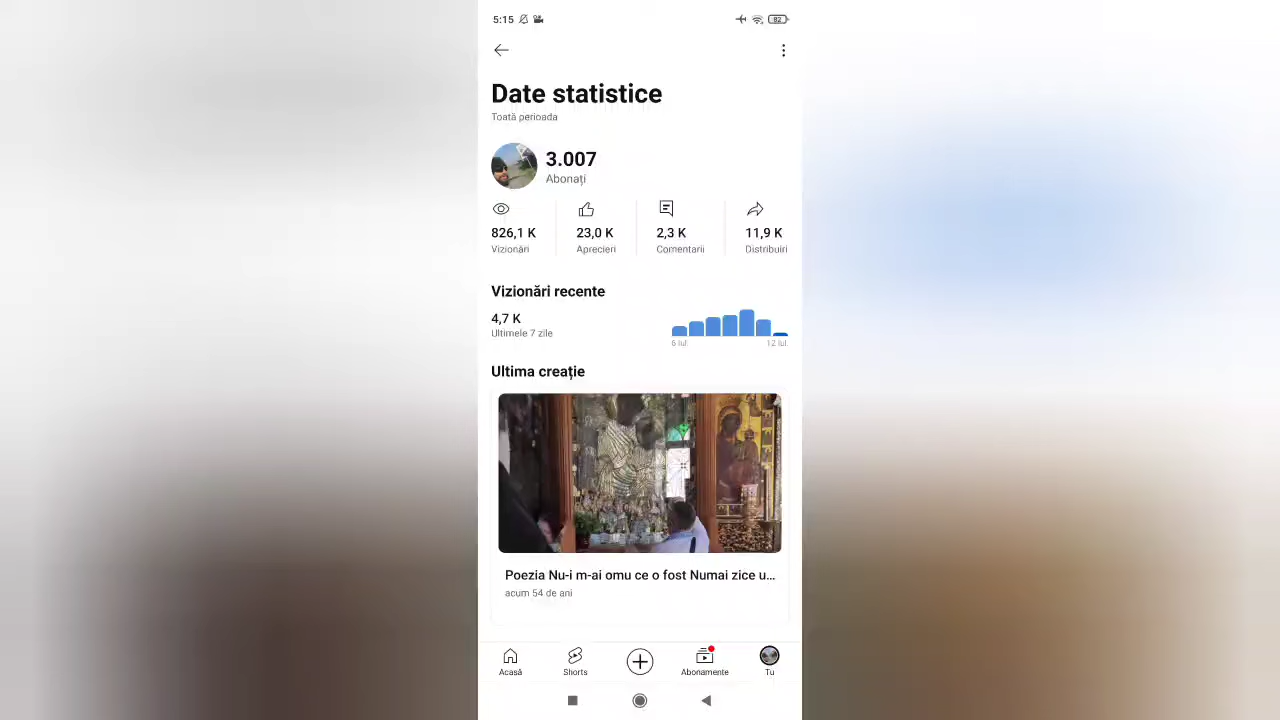 5:15
82
Date statistice
Toată perioada
3.007
Abonați
826,1 K
Vizionări
23,0 K
Aprecieri
2,3 K
Comentarii
11,9 K
Distribuiri
Vizionări recente
4,7 K
Ultimele 7 zile
6 iul.
12 iul.
Ultima creație
Poezia Nu-i m-ai omu ce o fost Numai zice u...
acum 54 de ani
Acasă
Shorts
Abonamente
Tu